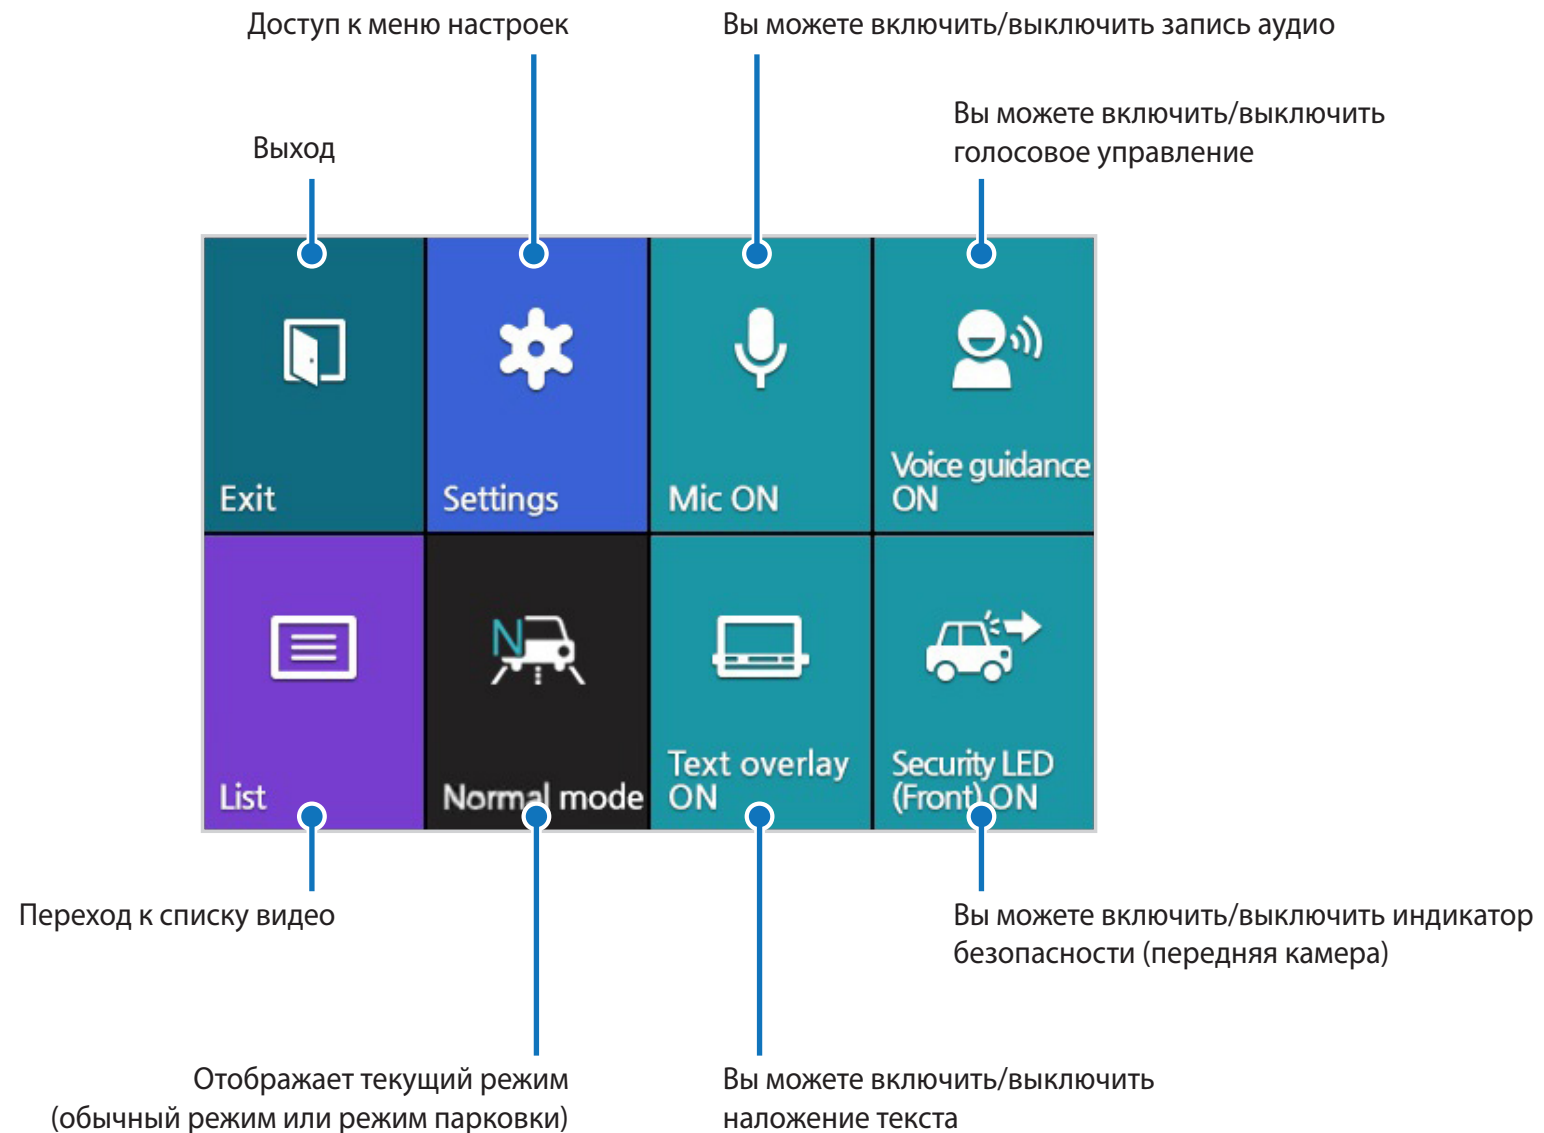 Доступ к меню настроек
Вы можете включить/выключить запись аудио
Вы можете включить/выключить
голосовое управление
Выход
Exit
Settings
Mic ON
Voice guidance
ON
List
Normal mode
Text overlay
ON
Security LED
(Front) ON
Переход к списку видео
Вы можете включить/выключить индикатор
безопасности (передняя камера)
Отображает текущий режим
(обычный режим или режим парковки)
Вы можете включить/выключить
наложение текста